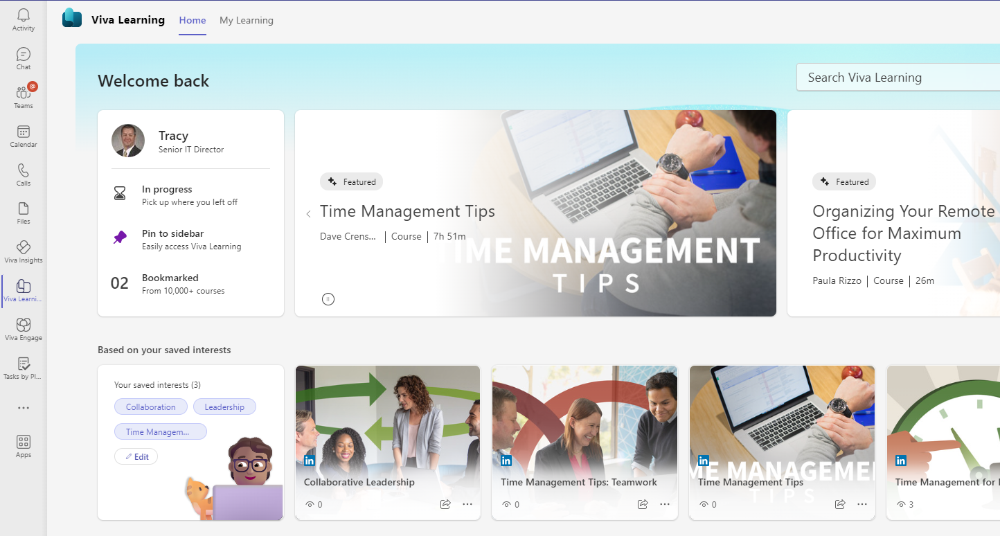 Activity
Chat
@
Teams
Calendar
Calls
Files
Viva Insights
Viva Learni...
Viva Engage
Tasks by Pl...
Apps
Viva Learning
Home
My Learning
Welcome back
Search Viva Learning
Tracy
Senior IT Director
In progress
Pick up where you left off
Pin to sidebar
Easily access Viva Learning
02
Bookmarked
From 10,000+ courses
Featured
Time Management Tips
Dave Crens... | Course | 7h 51m
TIME MANAGEMENT
TIPS
Featured
Organizing Your Remote
Office for Maximum
Productivity
Paula Rizzo | Course | 26m
Based on your saved interests
Your saved interests (3)
Collaboration
Leadership
Time Managem...
Edit
in
Collaborative Leadership
0
in
Time Management Tips: Teamwork
0
in
ME MANAGEMEN
TIPS
Time Management Tips
0
in
Time Management for
3